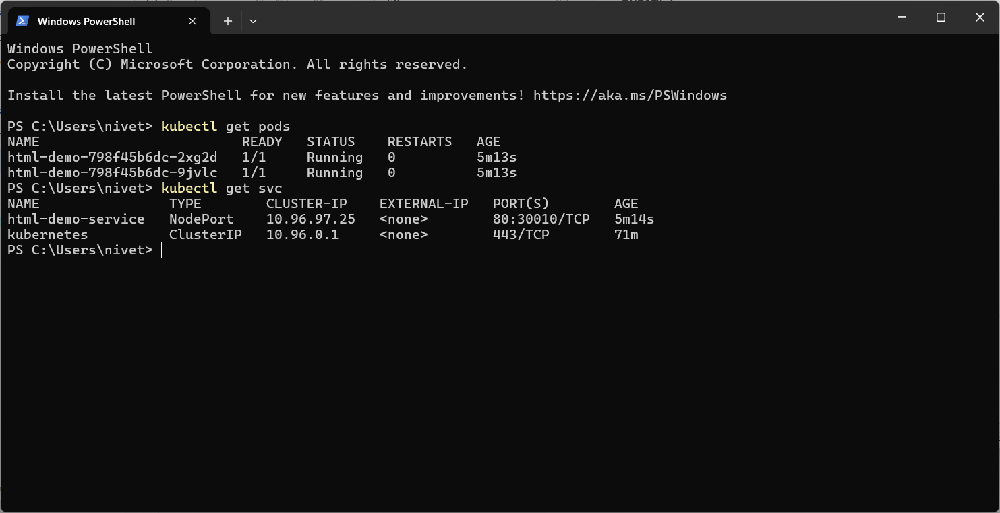 Windows PowerShell
Windows PowerShell
Copyright (C) Microsoft Corporation. All rights reserved.
Install the latest PowerShell for new features and improvements! https://aka.ms/PSWindows
PS C:\Users\nivet> kubectl get pods
NAME                         READY   STATUS    RESTARTS   AGE
html-demo-798f45b6dc-2xg2d   1/1     Running   0          5m13s
html-demo-798f45b6dc-9jvlc   1/1     Running   0          5m13s
PS C:\Users\nivet> kubectl get svc
NAME                TYPE        CLUSTER-IP    EXTERNAL-IP   PORT(S)        AGE
html-demo-service   NodePort    10.96.97.25   <none>        80:30010/TCP   5m14s
kubernetes          ClusterIP   10.96.0.1     <none>        443/TCP        71m
PS C:\Users\nivet>